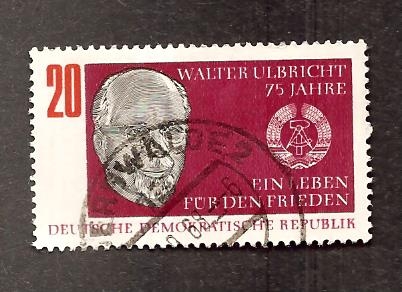 20
WALTER ULBRICHT
75 JAHRE
EIN LEBEN
FÜR DEN FRIEDEN
DEUTSCHE DEMOKRATISCHE REPUBLIK